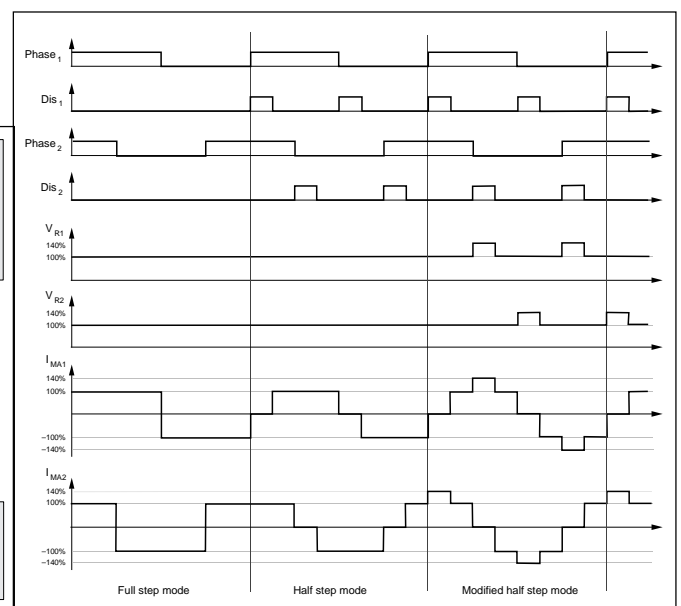 Phase 1
Dis 1
Phase 2
Dis 2
V R1
140%
100%
V R2
140%
100%
I MA1
140%
100%
–100%
–140%
I MA2
140%
100%
–100%
–140%
Full step mode Half step mode Modified half step mode